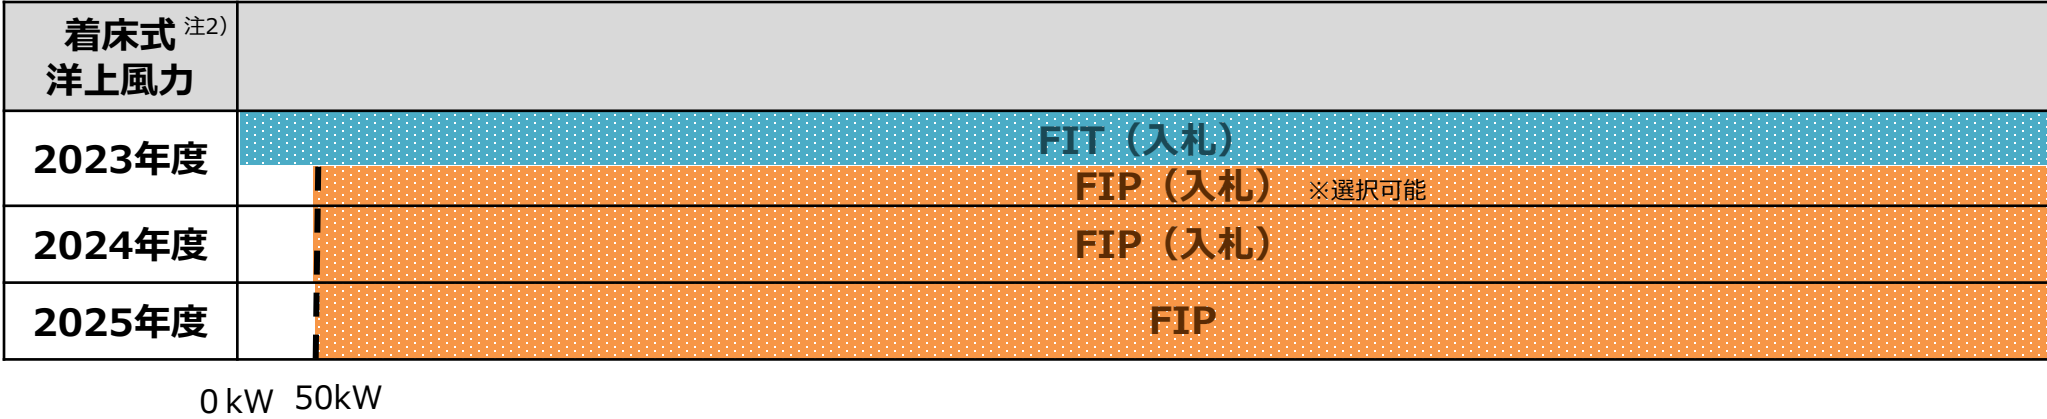 着床式 注2）
洋上風力
2023年度
FIT（入札）
FIP（入札） ※選択可能
2024年度
FIP（入札）
2025年度
FIP
0 kW 50kW